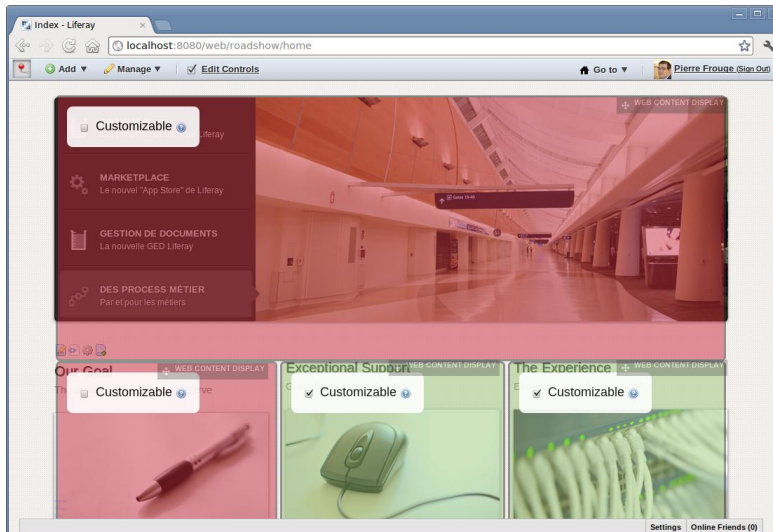 Index - Liferay
localhost:8080/web/roadshow/home
Add
Manage
Edit Controls
Go to
Pierre Frouge (Sign Out)
WEB CONTENT DISPLAY
Customizable
Liferay
MARKETPLACE
Le nouvel "App Store" de Liferay
GESTION DE DOCUMENTS
La nouvelle GED Liferay
DES PROCESS MÉTIER
Par et pour les métiers
Our Goal
WEB CONTENT DISPLAY
Exceptional Support
WEB CONTENT DISPLAY
The Experience
WEB CONTENT DISPLAY
Customizable
Customizable
Customizable
Settings
Online Friends (0)